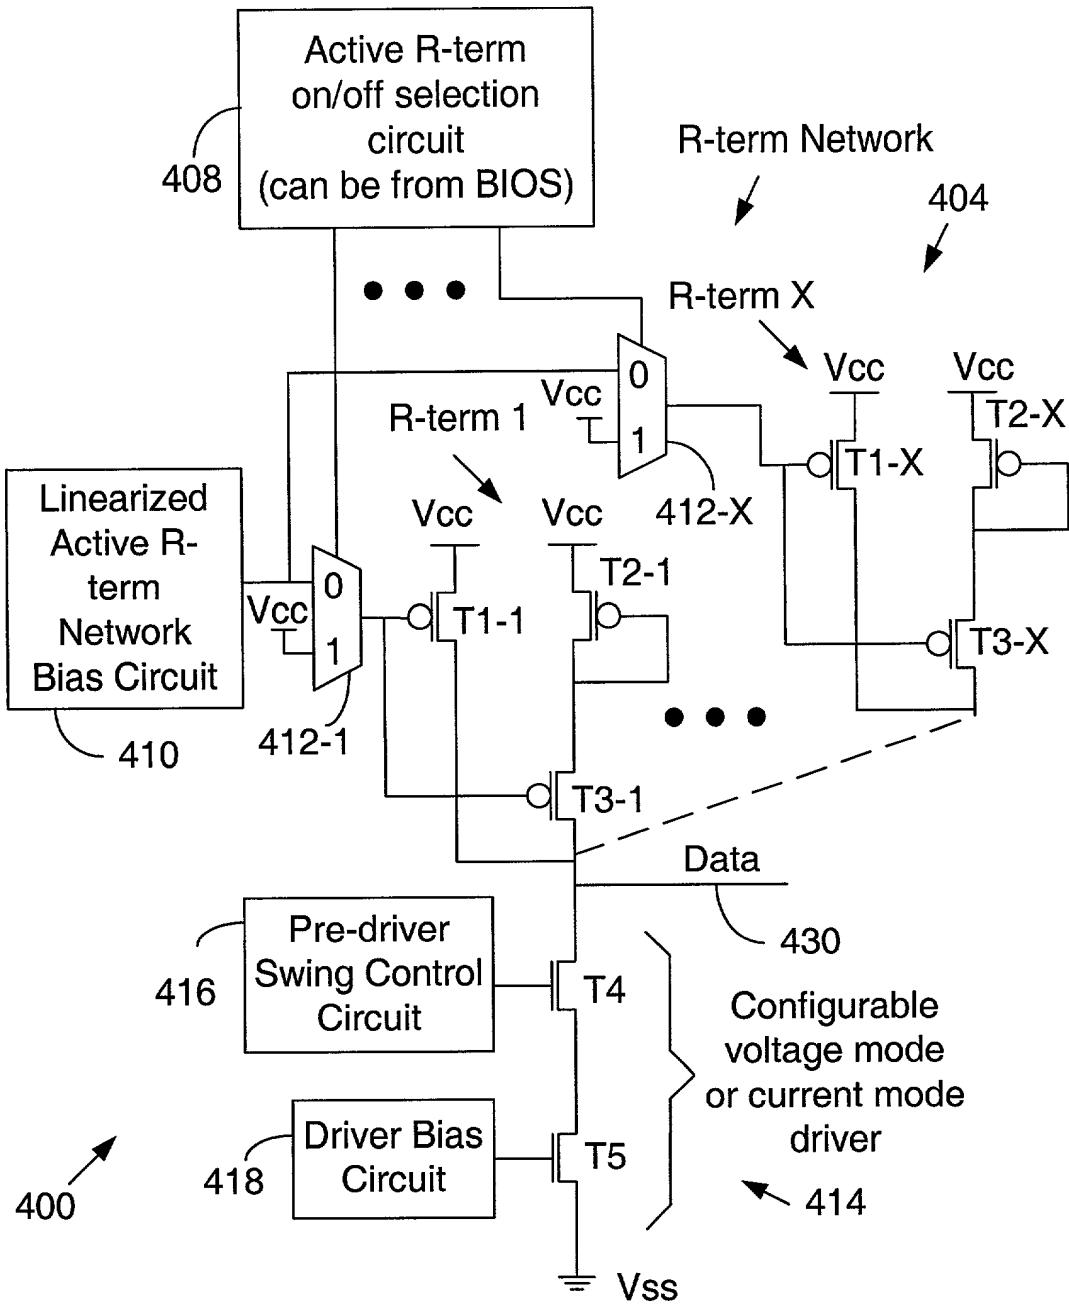 Active R-term
on/off selection
circuit
(can be from BIOS)
408
R-term Network
404
R-term X
Vcc
Vcc
T2-X
0
Vcc
1
T1-X
412-X
R-term 1
Vcc
Vcc
T2-1
Linearized
Active R-
term
Network
Bias Circuit
0
Vcc
1
T1-1
T3-X
412-1
410
T3-1
Data
430
Pre-driver
Swing Control
Circuit
416
T4
Configurable
voltage mode
or current mode
driver
Driver Bias
Circuit
418
T5
414
400
Vss